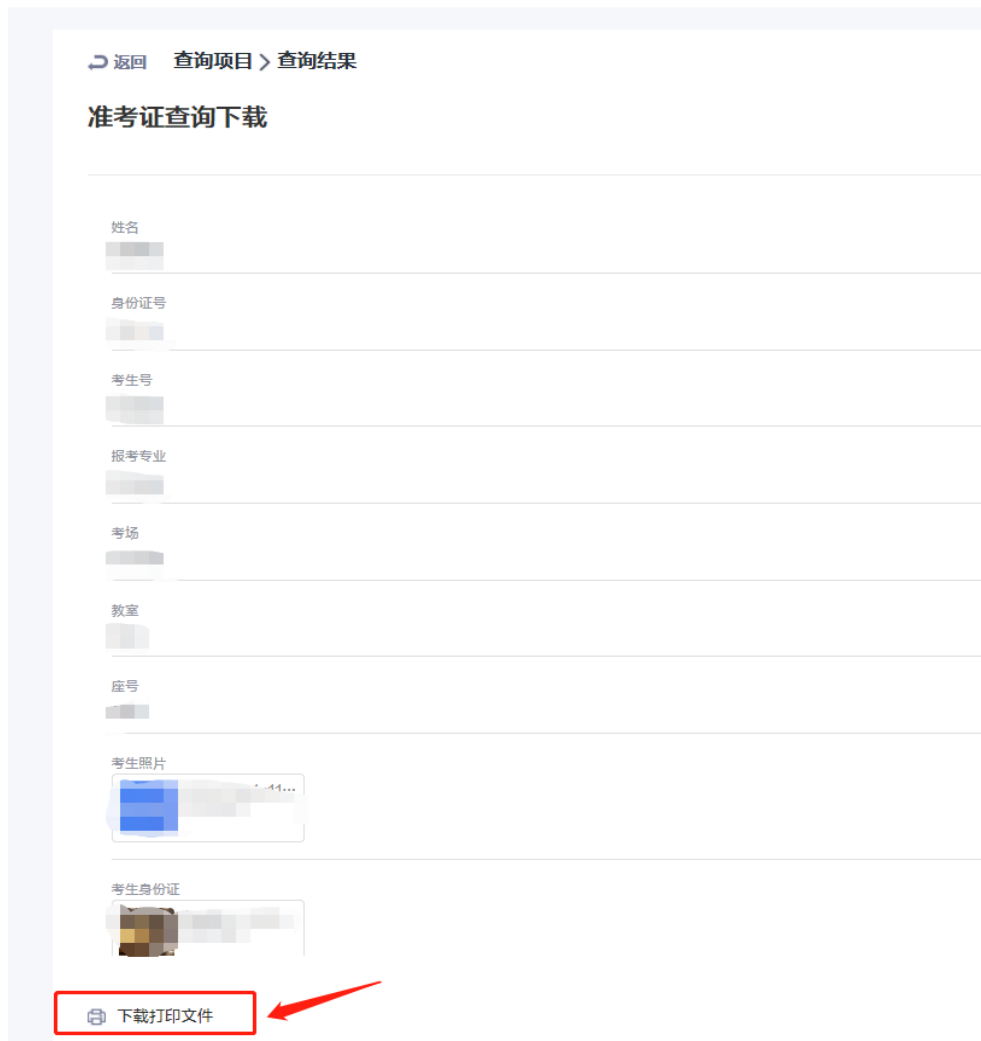 返回 查询项目 > 查询结果
准考证查询下载
姓名
身份证号
考生号
报考专业
考场
教室
座号
考生照片
考生身份证
下载打印文件